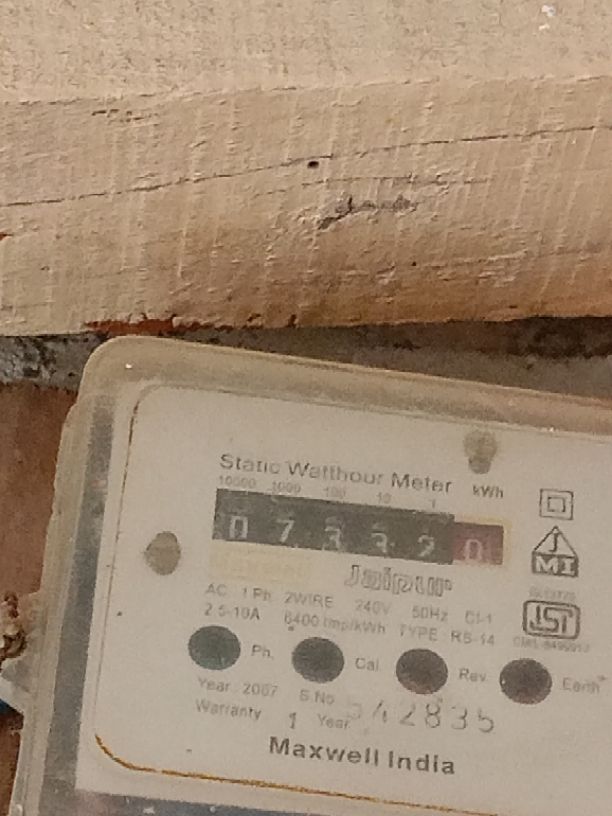 Static Watthour Meter
10000 1000 100 10 1 kWh
0 7 3 3 2 0
JMI
Jaipur
ISI
AC 1 Ph. 2WIRE 240V 50Hz Cl-1
2.5-10A 6400 Imp/kWh TYPE RS-14
Ph. Cal. Rev. Earth
Year : 2007 S.No. 542835
Warranty 1 Year
Maxwell India